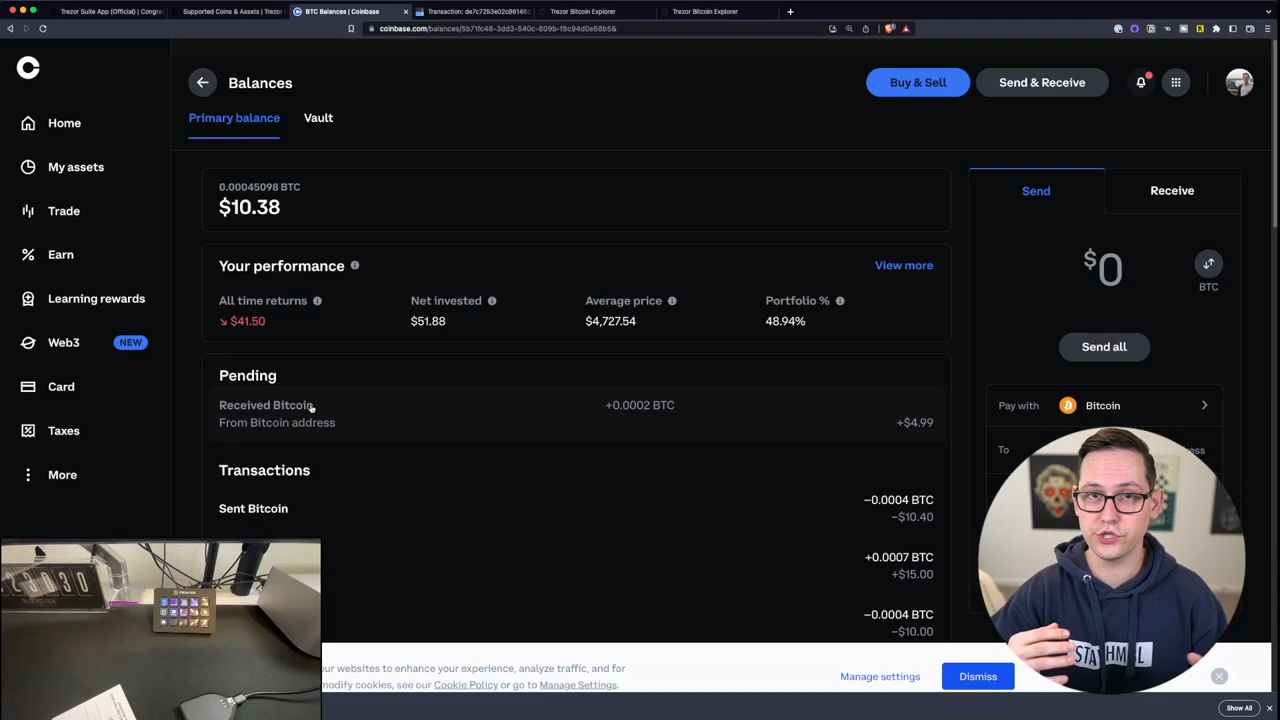 Trezor Suite App (Official) | Congra
Supported Coins & Assets | Trezor
BTC Balances | Coinbase
Transaction: de7c7253e02c961463
Trezor Bitcoin Explorer
Trezor Bitcoin Explorer
coinbase.com/balances/5b71fc48-3dd3-540c-809b-f8c94d0e68b5&
Balances
Buy & Sell
Send & Receive
Primary balance
Vault
Home
My assets
Trade
Earn
Learning rewards
Web3
NEW
Card
Taxes
More
0.00045098 BTC
$10.38
Your performance
View more
All time returns
Net invested
Average price
Portfolio %
↘ $41.50
$51.88
$4,727.54
48.94%
Pending
Received Bitcoin
+0.0002 BTC
From Bitcoin address
+$4.99
Transactions
Sent Bitcoin
−0.0004 BTC
−$10.40
+0.0007 BTC
+$15.00
−0.0004 BTC
−$10.00
Send
Receive
$0
BTC
Send all
Pay with
Bitcoin
To
ur websites to enhance your experience, analyze traffic, and for
modify cookies, see our Cookie Policy or go to Manage Settings.
Manage settings
Dismiss
Show All